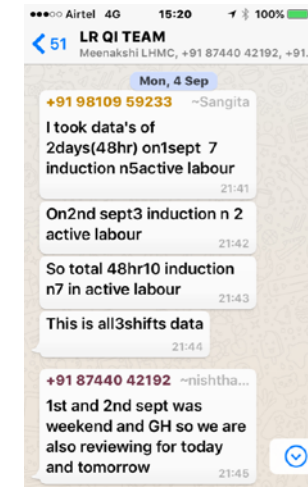 Airtel 4G 15:20 100%
51 LR QI TEAM
Meenakshi LHMC, +91 87440 42192, +91.
Mon, 4 Sep
+91 98109 59233 ~Sangita
I took data's of
2days(48hr) on1sept 7
induction n5active labour
21:41
On2nd sept3 induction n 2
active labour
21:42
So total 48hr10 induction
n7 in active labour
21:43
This is all3shifts data
21:44
+91 87440 42192 ~nishtha...
1st and 2nd sept was
weekend and GH so we are
also reviewing for today
and tomorrow
21:45